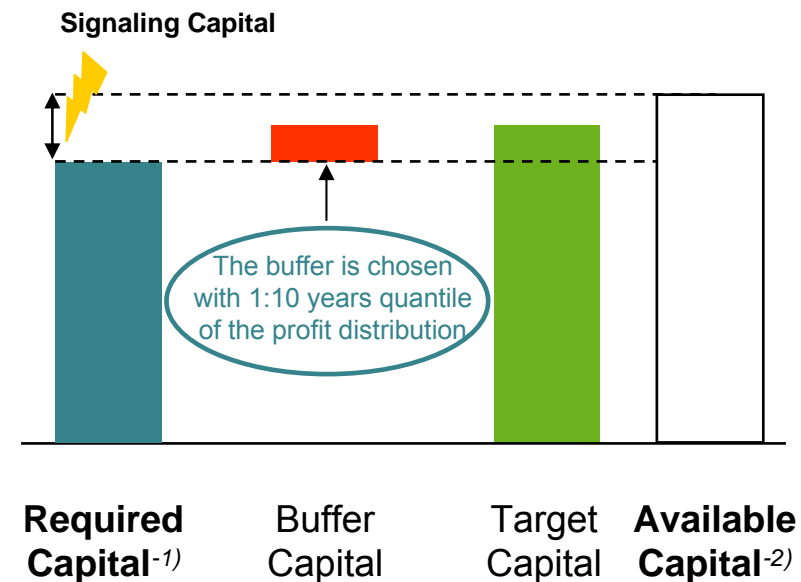 Signaling Capital
The buffer is chosen
with 1:10 years quantile
of the profit distribution
Required
Capital-1)
Buffer
Capital
Target
Capital
Available
Capital-2)